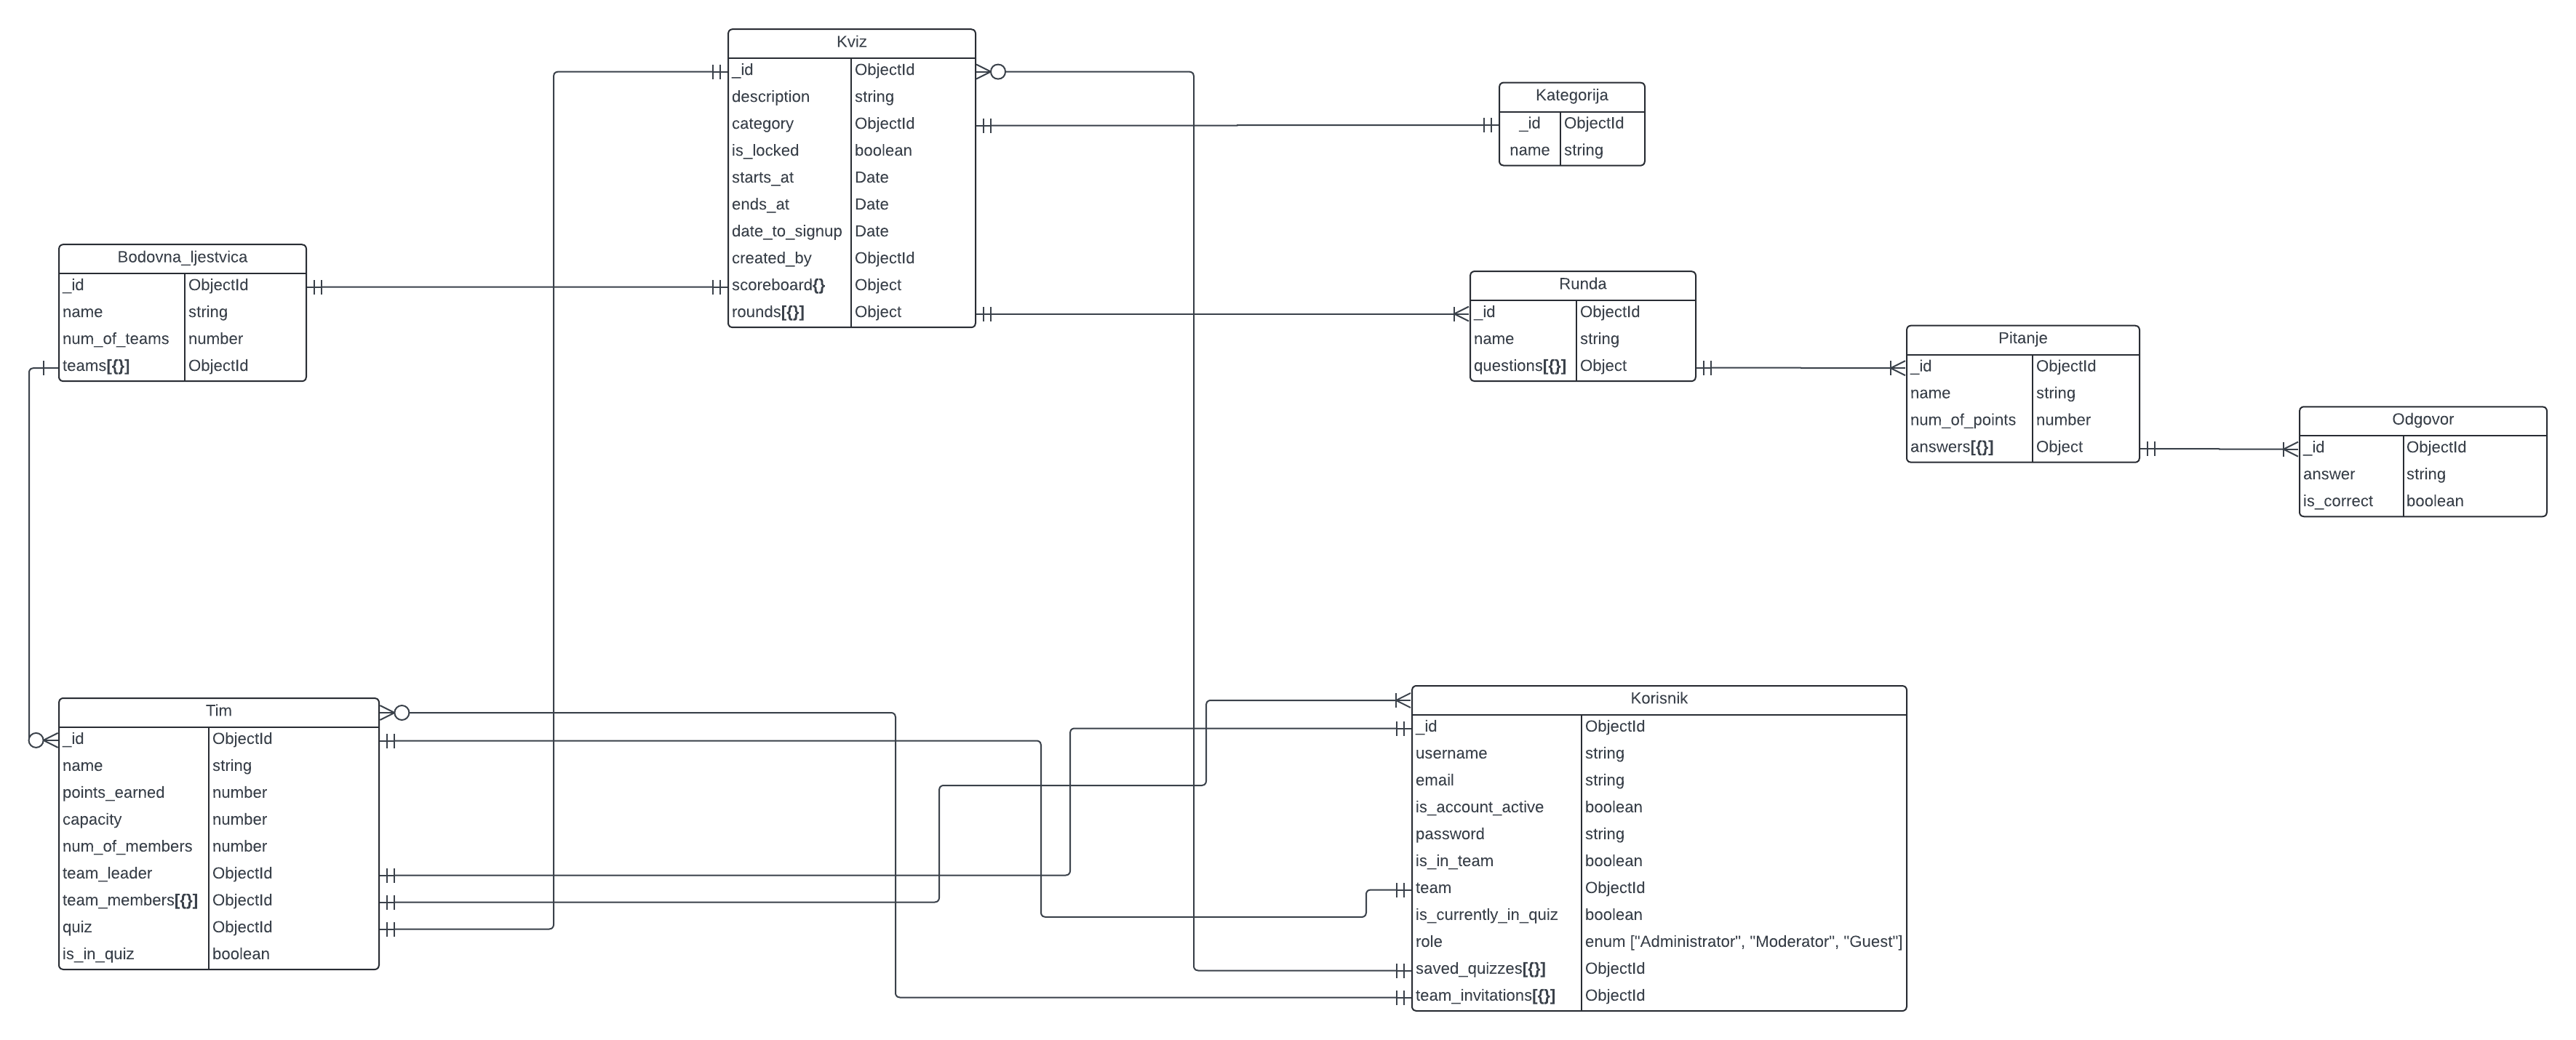 Kviz
_id ObjectId
description string
category ObjectId
is_locked boolean
starts_at Date
ends_at Date
date_to_signup Date
created_by ObjectId
scoreboard{} Object
rounds[{}] Object
Kategorija
_id ObjectId
name string
Bodovna_ljestvica
_id ObjectId
name string
num_of_teams number
teams[{}] ObjectId
Runda
_id ObjectId
name string
questions[{}] Object
Pitanje
_id ObjectId
name string
num_of_points number
answers[{}] Object
Odgovor
_id ObjectId
answer string
is_correct boolean
Tim
_id ObjectId
name string
points_earned number
capacity number
num_of_members number
team_leader ObjectId
team_members[{}] ObjectId
quiz ObjectId
is_in_quiz boolean
Korisnik
_id ObjectId
username string
email string
is_account_active boolean
password string
is_in_team boolean
team ObjectId
is_currently_in_quiz boolean
role enum ["Administrator", "Moderator", "Guest"]
saved_quizzes[{}] ObjectId
team_invitations[{}] ObjectId